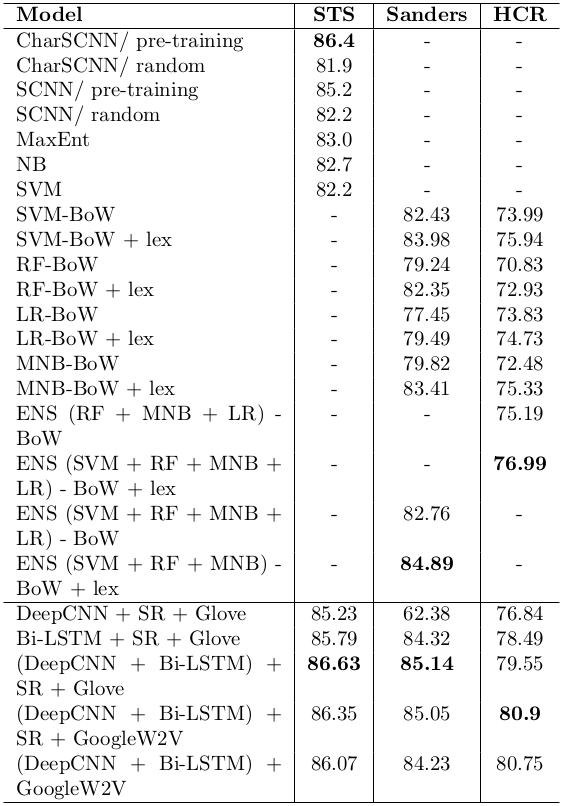 Model STS Sanders HCR
CharSCNN/ pre-training 86.4 - -
CharSCNN/ random 81.9 - -
SCNN/ pre-training 85.2 - -
SCNN/ random 82.2 - -
MaxEnt 83.0 - -
NB 82.7 - -
SVM 82.2 - -
SVM-BoW - 82.43 73.99
SVM-BoW + lex - 83.98 75.94
RF-BoW - 79.24 70.83
RF-BoW + lex - 82.35 72.93
LR-BoW - 77.45 73.83
LR-BoW + lex - 79.49 74.73
MNB-BoW - 79.82 72.48
MNB-BoW + lex - 83.41 75.33
ENS (RF + MNB + LR) - - - 75.19
BoW
ENS (SVM + RF + MNB + - - 76.99
LR) - BoW + lex
ENS (SVM + RF + MNB + - 82.76 -
LR) - BoW
ENS (SVM + RF + MNB) - - 84.89 -
BoW + lex
DeepCNN + SR + Glove 85.23 62.38 76.84
Bi-LSTM + SR + Glove 85.79 84.32 78.49
(DeepCNN + Bi-LSTM) + 86.63 85.14 79.55
SR + Glove
(DeepCNN + Bi-LSTM) + 86.35 85.05 80.9
SR + GoogleW2V
(DeepCNN + Bi-LSTM) + 86.07 84.23 80.75
GoogleW2V